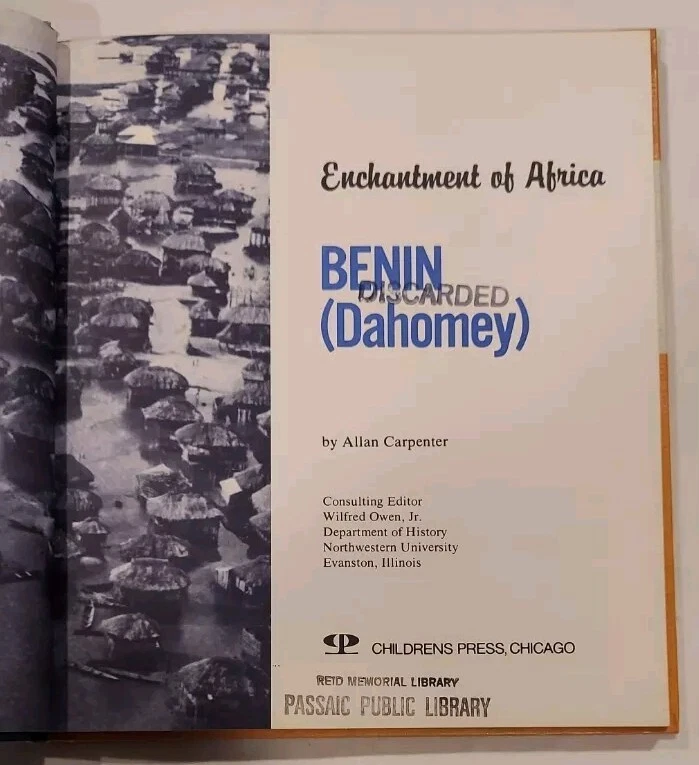 Enchantment of Africa
BENIN
DISCARDED
(Dahomey)
by Allan Carpenter
Consulting Editor
Wilfred Owen, Jr.
Department of History
Northwestern University
Evanston, Illinois
CHILDRENS PRESS, CHICAGO
REID MEMORIAL LIBRARY
PASSAIC PUBLIC LIBRARY